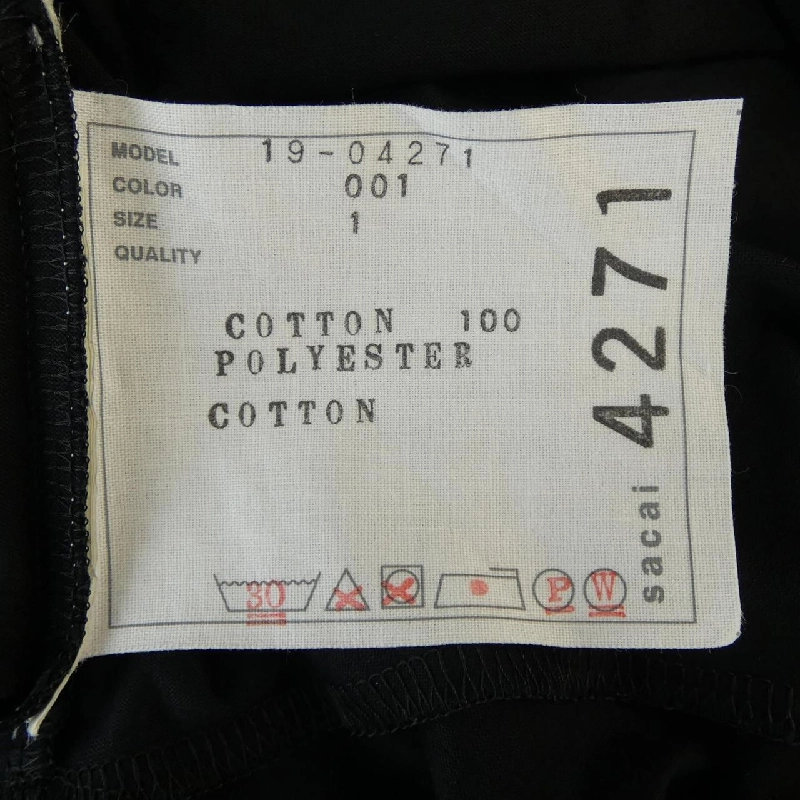 MODEL 19-04271
COLOR 001
SIZE 1
QUALITY
COTTON 100
POLYESTER
COTTON
30 P W
sacai 4271